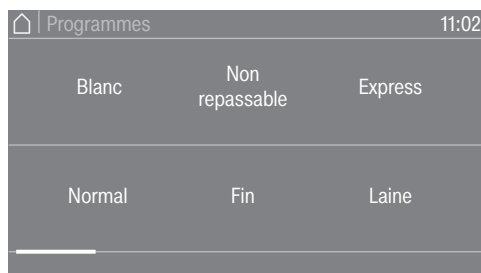 Programmes 11:02
Blanc
Non
repassable
Express
Normal
Fin
Laine